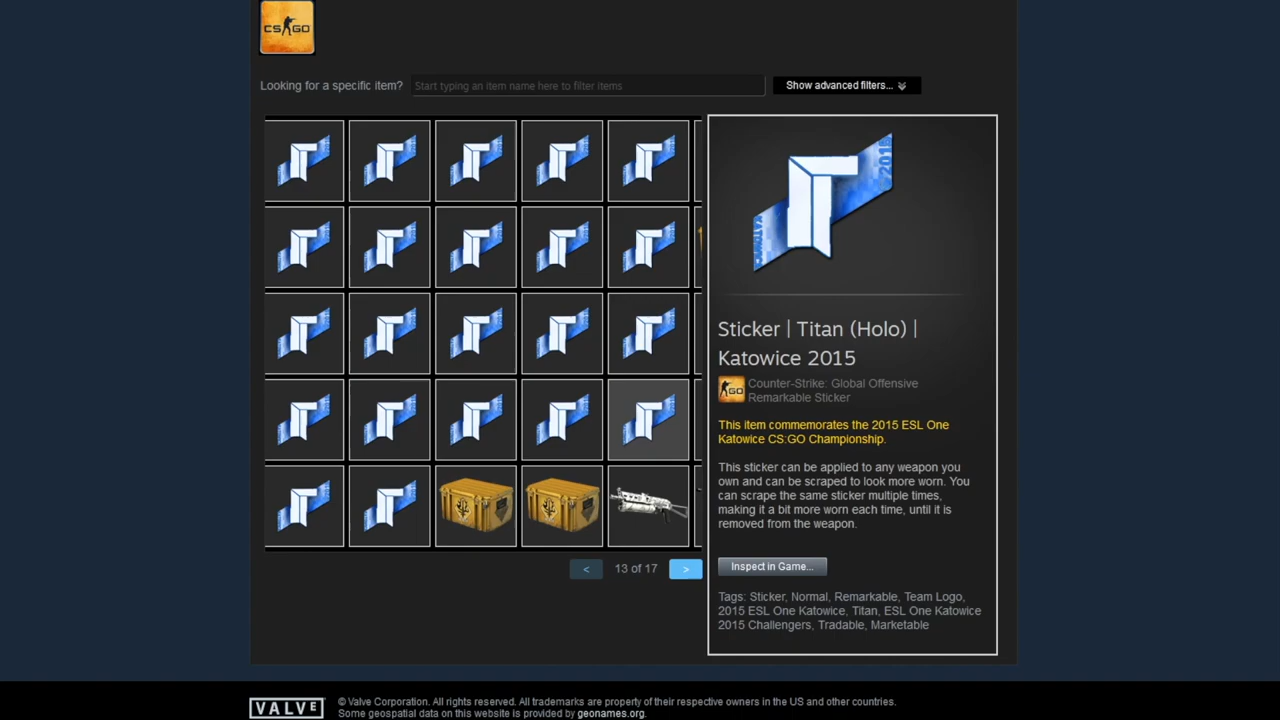 CS GO
Looking for a specific item?
Start typing an item name here to filter items
Show advanced filters...
2015
Sticker | Titan (Holo) |
Katowice 2015
GO
Counter-Strike: Global Offensive
Remarkable Sticker
This item commemorates the 2015 ESL One
Katowice CS:GO Championship.
This sticker can be applied to any weapon you
own and can be scraped to look more worn. You
can scrape the same sticker multiple times,
making it a bit more worn each time, until it is
removed from the weapon.
< 13 of 17 >
Inspect in Game...
Tags: Sticker, Normal, Remarkable, Team Logo,
2015 ESL One Katowice, Titan, ESL One Katowice
2015 Challengers, Tradable, Marketable
VALVE
© Valve Corporation. All rights reserved. All trademarks are property of their respective owners in the US and other countries.
Some geospatial data on this website is provided by geonames.org.